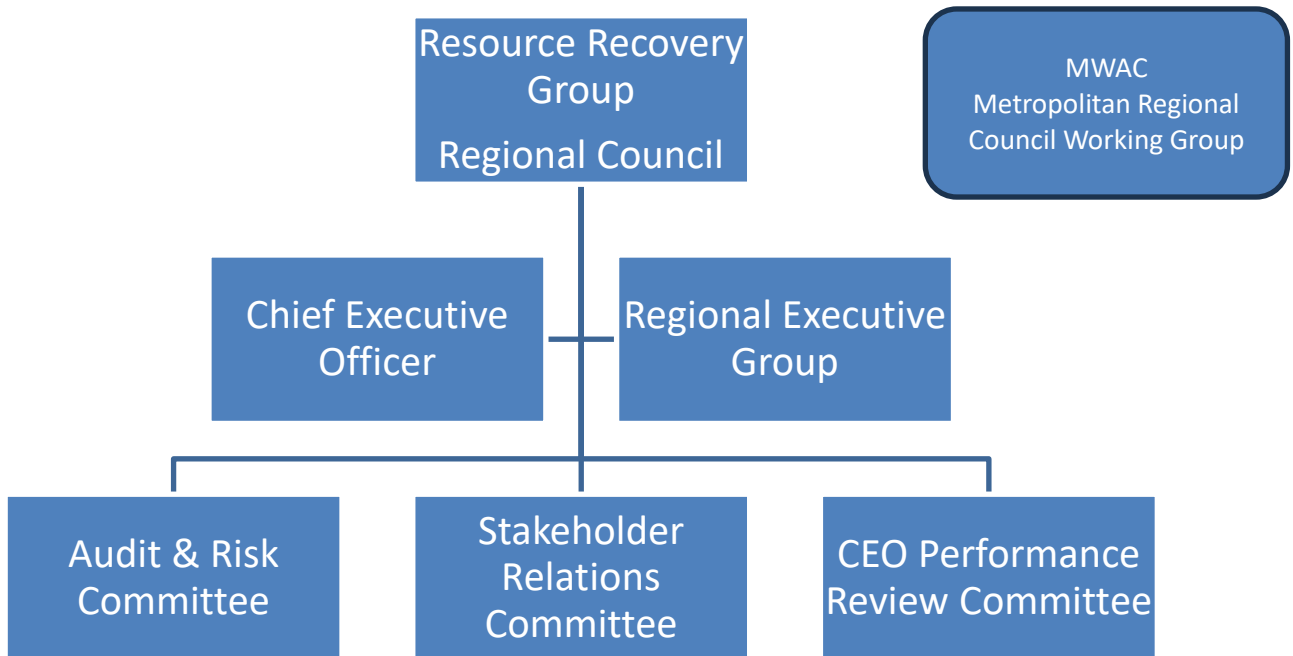 Resource Recovery
Group
Regional Council
MWAC
Metropolitan Regional
Council Working Group
Chief Executive
Officer
Regional Executive
Group
Audit & Risk
Committee
Stakeholder
Relations
Committee
CEO Performance
Review Committee